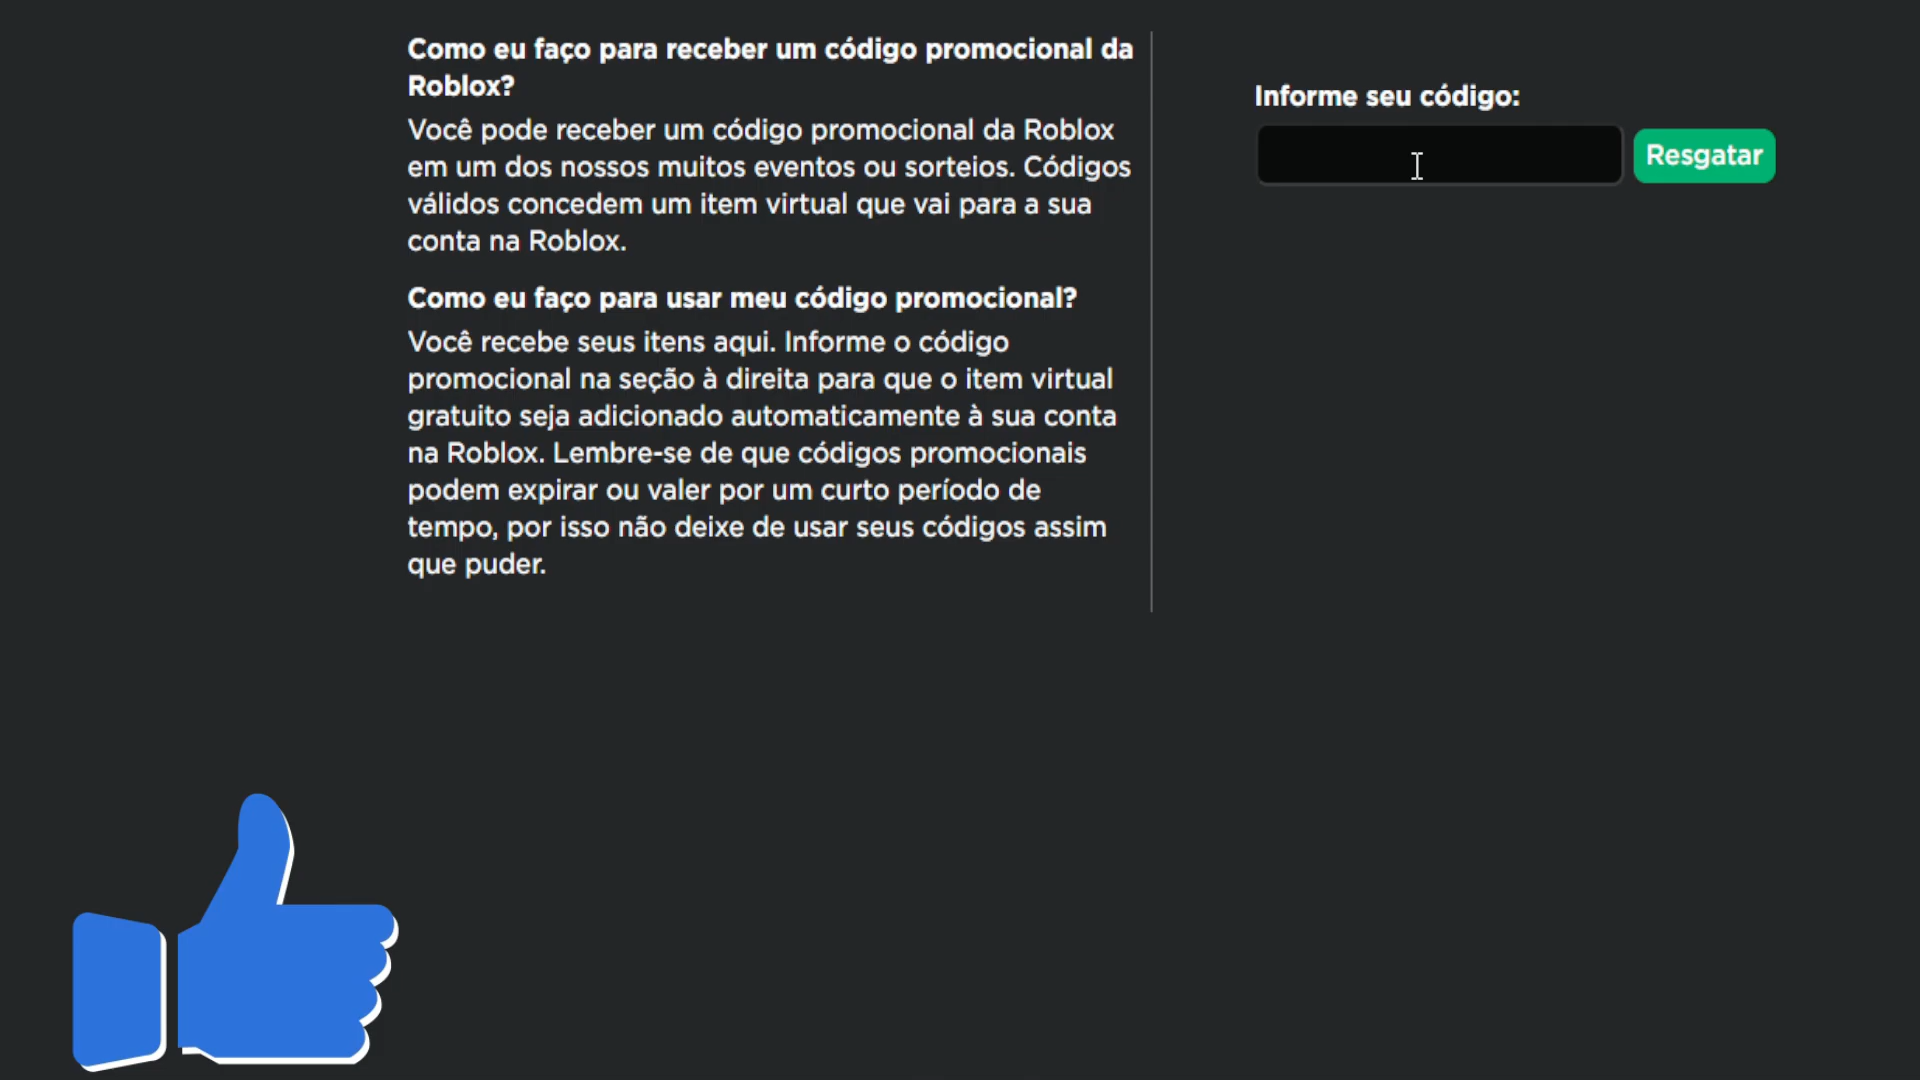 Como eu faço para receber um código promocional da
Roblox?
Você pode receber um código promocional da Roblox
em um dos nossos muitos eventos ou sorteios. Códigos
válidos concedem um item virtual que vai para a sua
conta na Roblox.
Como eu faço para usar meu código promocional?
Você recebe seus itens aqui. Informe o código
promocional na seção à direita para que o item virtual
gratuito seja adicionado automaticamente à sua conta
na Roblox. Lembre-se de que códigos promocionais
podem expirar ou valer por um curto período de
tempo, por isso não deixe de usar seus códigos assim
que puder.
Informe seu código:
Resgatar